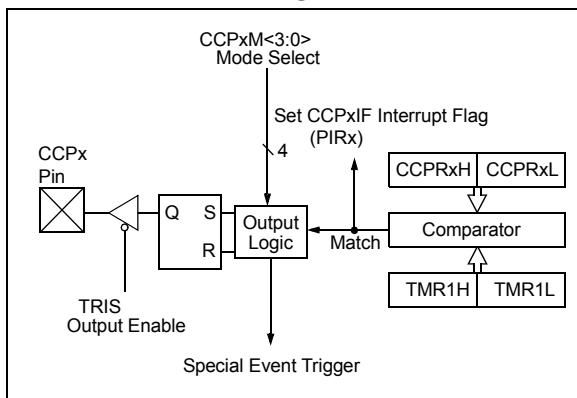 CCPxM<3:0>
Mode Select
Set CCPxIF Interrupt Flag
(PIRx)
4
CCPx
Pin
CCPRxH CCPRxL
Q S
R
Output
Logic
Match
Comparator
TMR1H TMR1L
TRIS
Output Enable
Special Event Trigger